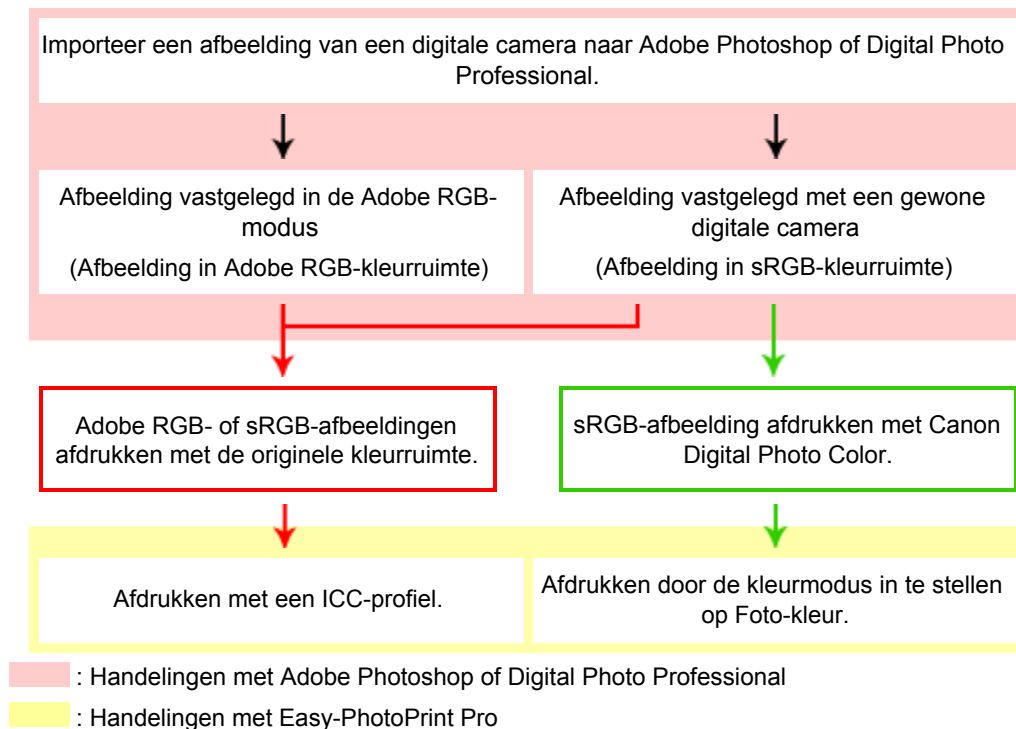 Importeer een afbeelding van een digitale camera naar Adobe Photoshop of Digital Photo
Professional.
Afbeelding vastgelegd in de Adobe RGB-
modus
(Afbeelding in Adobe RGB-kleurruimte)
Afbeelding vastgelegd met een gewone
digitale camera
(Afbeelding in sRGB-kleurruimte)
Adobe RGB- of sRGB-afbeeldingen
afdrukken met de originele kleurruimte.
sRGB-afbeelding afdrukken met Canon
Digital Photo Color.
Afdrukken met een ICC-profiel.
Afdrukken door de kleurmodus in te stellen
op Foto-kleur.
: Handelingen met Adobe Photoshop of Digital Photo Professional
: Handelingen met Easy-PhotoPrint Pro